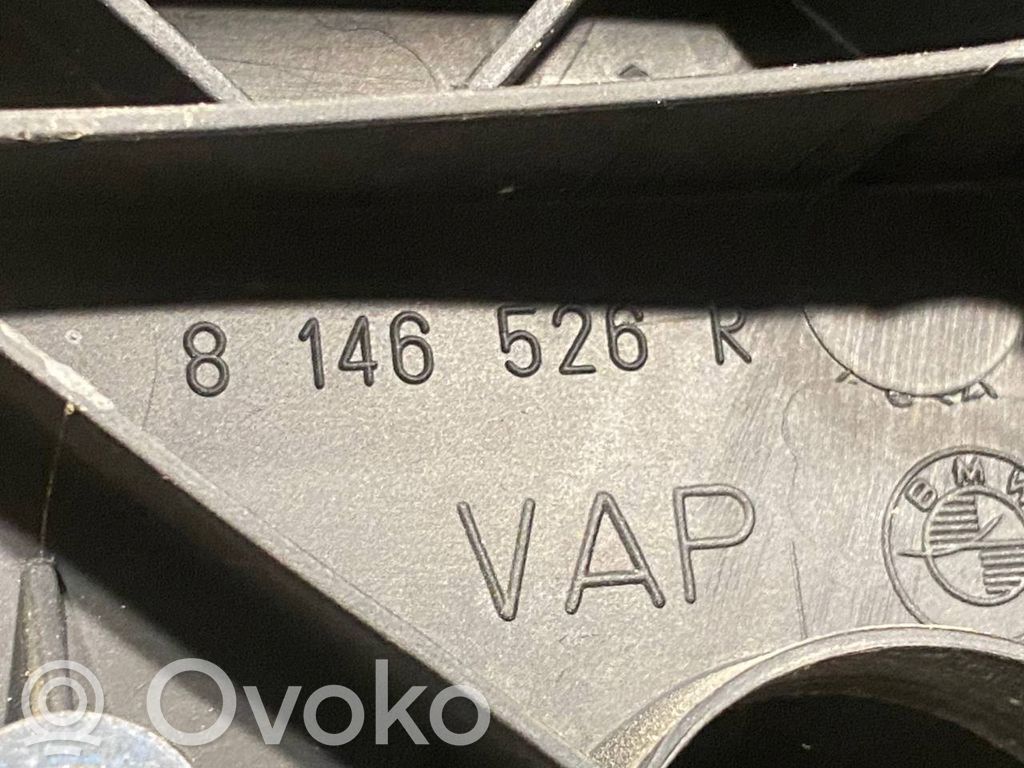 8 146 526 R
VAP
BMW
Ovoko